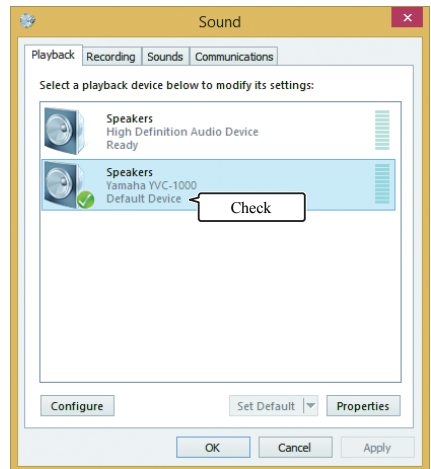 Sound
Playback Recording Sounds Communications
Select a playback device below to modify its settings:
Speakers
High Definition Audio Device
Ready
Speakers
Yamaha YVC-1000
Default Device
Check
Configure Set Default Properties
OK Cancel Apply